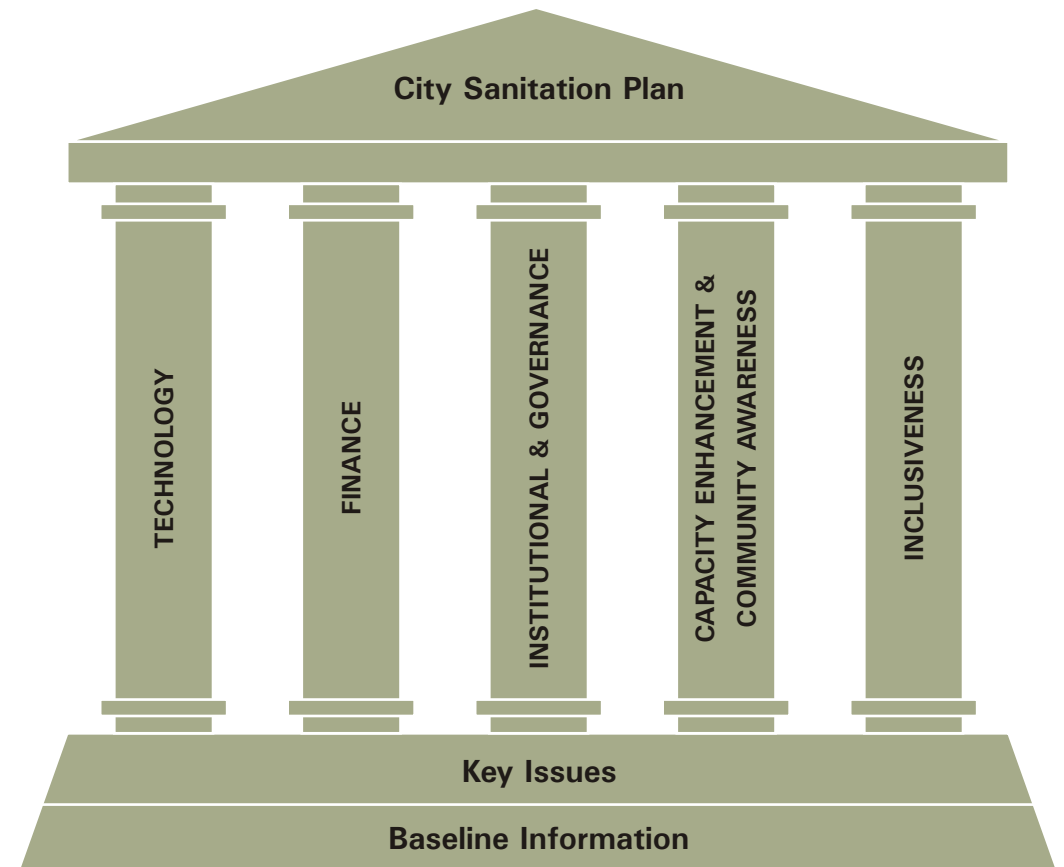 City Sanitation Plan
TECHNOLOGY
FINANCE
INSTITUTIONAL & GOVERNANCE
CAPACITY ENHANCEMENT &
COMMUNITY AWARENESS
INCLUSIVENESS
Key Issues
Baseline Information